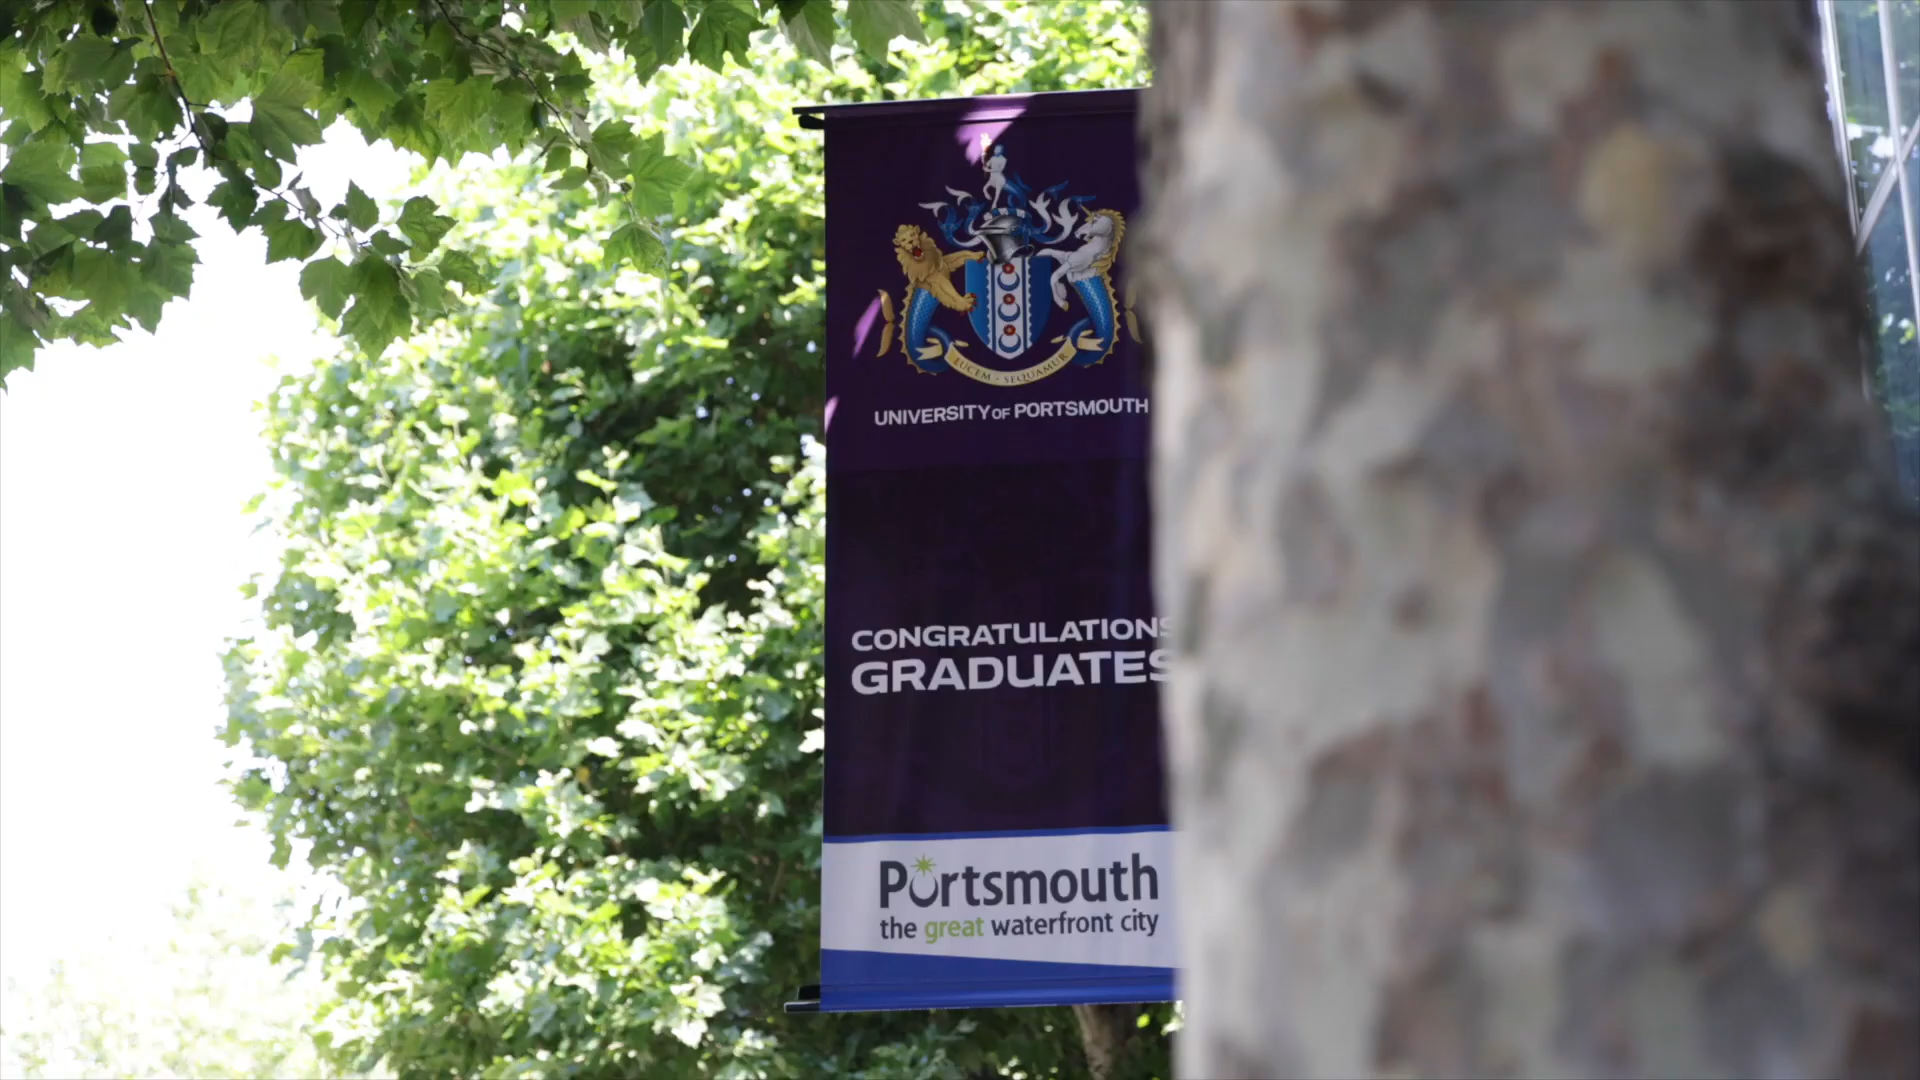 LUCEM - SEQUAMUR
UNIVERSITY OF PORTSMOUTH
CONGRATULATIONS
GRADUATES
Portsmouth
the great waterfront city